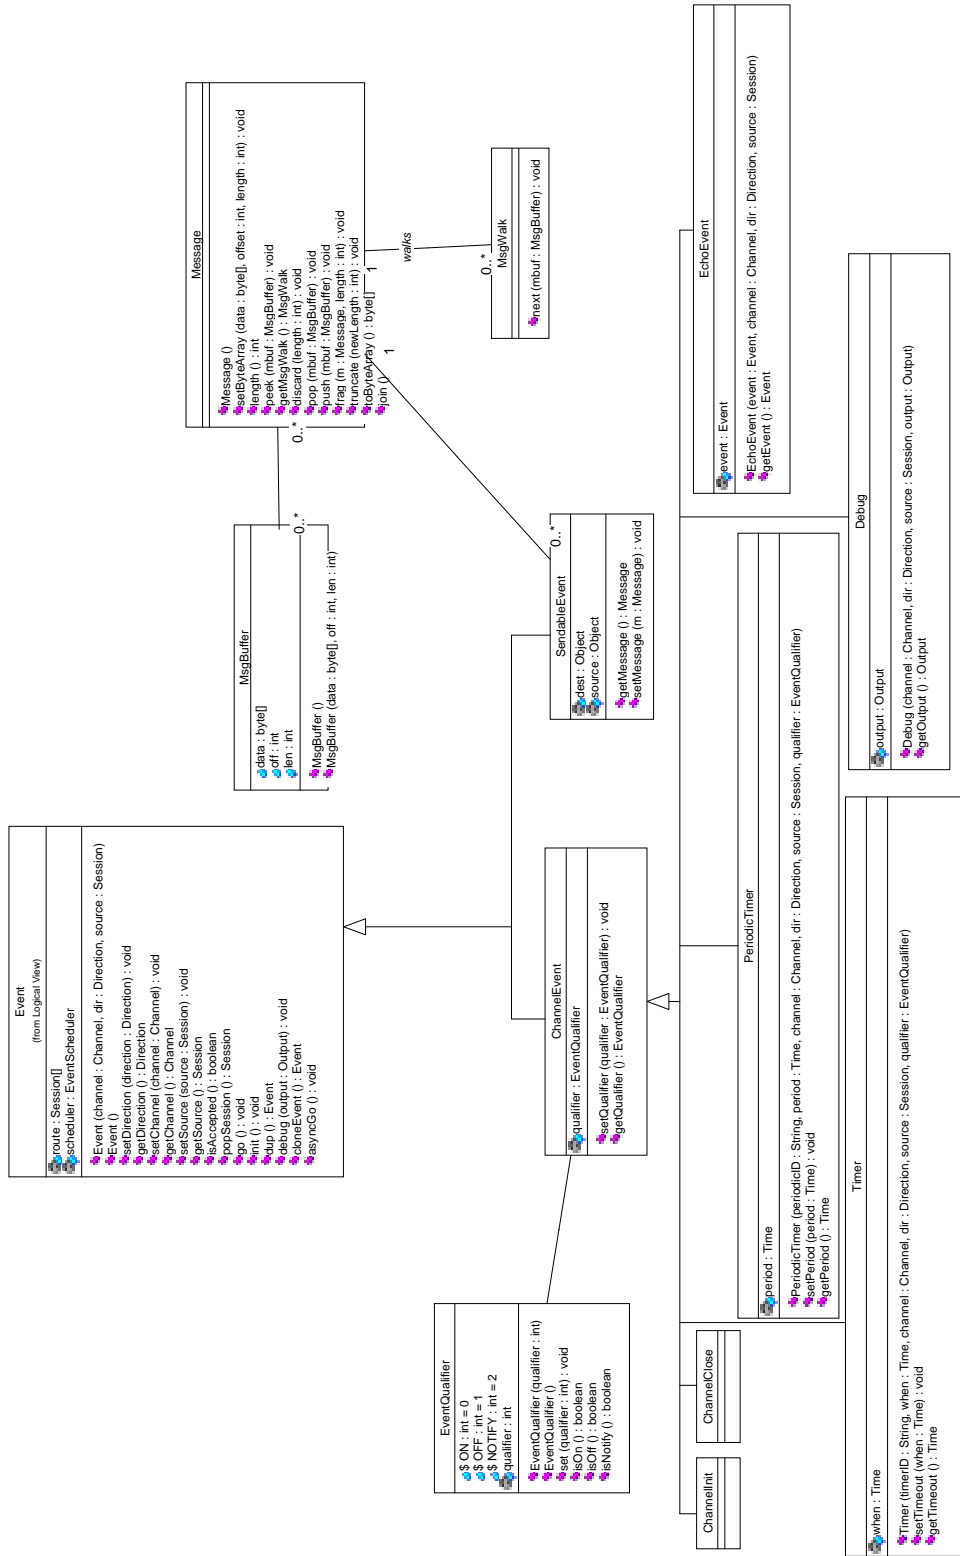 Event
(from Logical View)
route : Session[]
scheduler : EventScheduler
Event (channel : Channel, dir : Direction, source : Session)
Event ()
setDirection (direction : Direction) : void
getDirection () : Direction
setChannel (channel : Channel) : void
getChannel () : Channel
setSource (source : Session) : void
getSource () : Session
isAccepted () : boolean
popSession () : Session
go () : void
init () : void
dup () : Event
debug (output : Output) : void
cloneEvent () : Event
asyncGo () : void
MsgBuffer
data : byte[]
off : int
len : int
MsgBuffer ()
MsgBuffer (data : byte[], off : int, len : int)
0..*
0..*
Message
Message ()
setByteArray (data : byte[], offset : int, length : int) : void
length () : int
peek (mbuf : MsgBuffer) : void
getMsgWalk () : MsgWalk
discard (length : int) : void
pop (mbuf : MsgBuffer) : void
push (mbuf : MsgBuffer) : void
frag (m : Message, length : int) : void
truncate (newLength : int) : void
toByteArray () : byte[]
join ()
1
1
walks
0..*
MsgWalk
next (mbuf : MsgBuffer) : void
EventQualifier
$ ON : int = 0
$ OFF : int = 1
$ NOTIFY : int = 2
qualifier : int
EventQualifier (qualifier : int)
EventQualifier ()
set (qualifier : int) : void
isOn () : boolean
isOff () : boolean
isNotify () : boolean
ChannelEvent
qualifier : EventQualifier
setQualifier (qualifier : EventQualifier) : void
getQualifier () : EventQualifier
SendableEvent
0..*
dest : Object
source : Object
getMessage () : Message
setMessage (m : Message) : void
ChannelInit
ChannelClose
PeriodicTimer
period : Time
PeriodicTimer (periodicID : String, period : Time, channel : Channel, dir : Direction, source : Session, qualifier : EventQualifier)
setPeriod (period : Time) : void
getPeriod () : Time
EchoEvent
event : Event
EchoEvent (event : Event, channel : Channel, dir : Direction, source : Session)
getEvent () : Event
Timer
when : Time
Timer (timerID : String, when : Time, channel : Channel, dir : Direction, source : Session, qualifier : EventQualifier)
setTimeout (when : Time) : void
getTimeout () : Time
Debug
output : Output
Debug (channel : Channel, dir : Direction, source : Session, output : Output)
getOutput () : Output